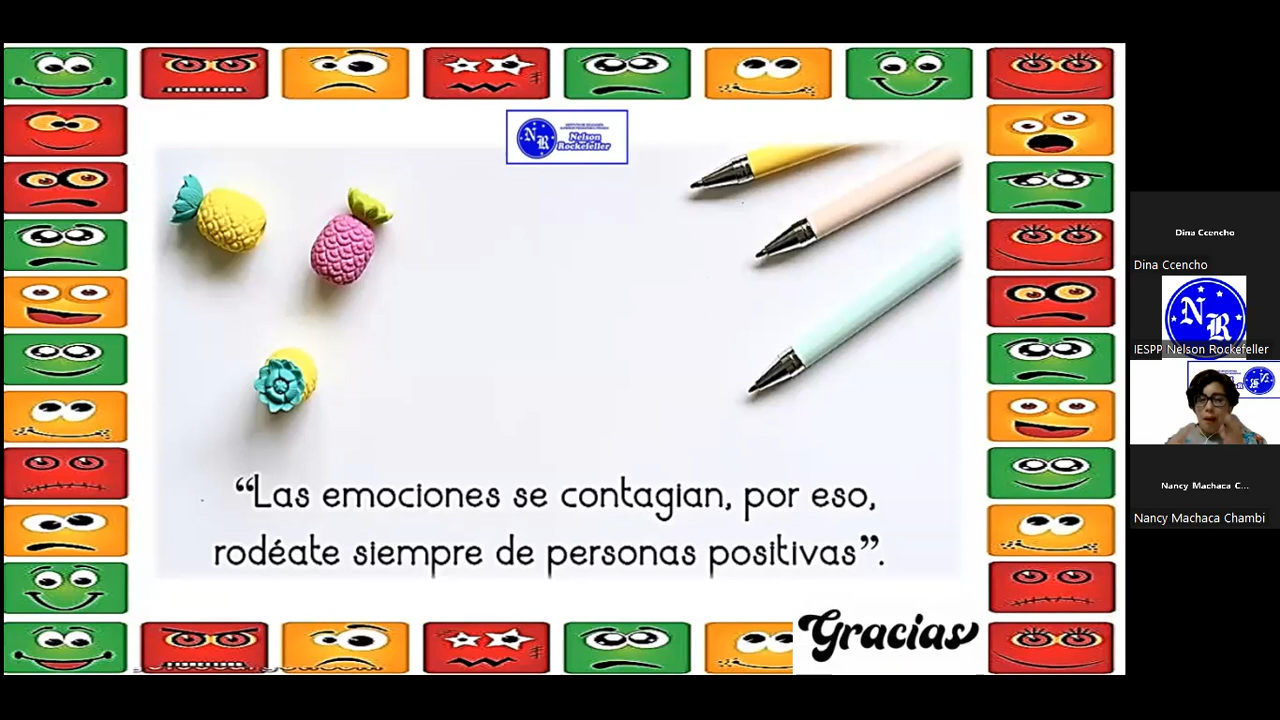 Nelson
Rockefeller
“Las emociones se contagian, por eso,
rodéate siempre de personas positivas”.
Gracias
Dina Ccencho
Dina Ccencho
N
R
IESPP Nelson Rockefeller
Nancy Machaca C...
Nancy Machaca Chambi